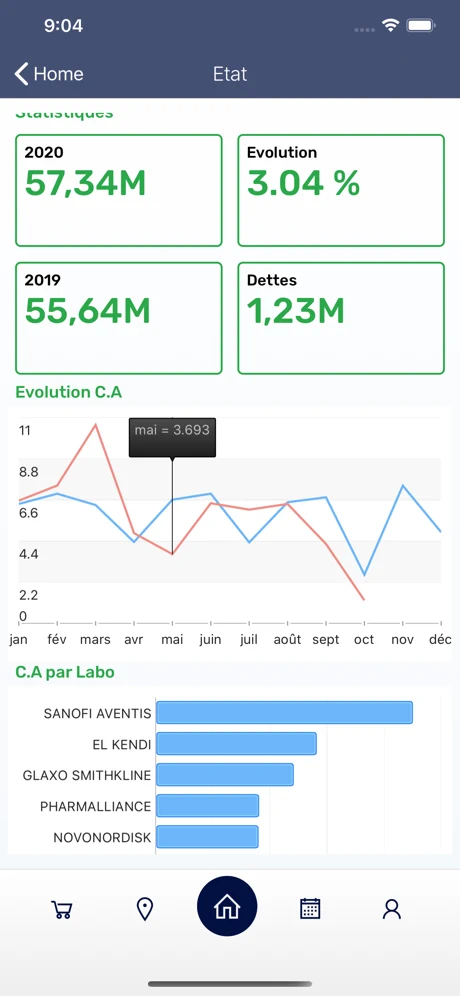 9:04
Home
Etat
Statistiques
2020
57,34M
Evolution
3.04 %
2019
55,64M
Dettes
1,23M
Evolution C.A
11
mai = 3.693
8.8
6.6
4.4
2.2
0
jan fév mars avr mai juin juil août sept oct nov déc
C.A par Labo
SANOFI AVENTIS
EL KENDI
GLAXO SMITHKLINE
PHARMALLIANCE
NOVONORDISK